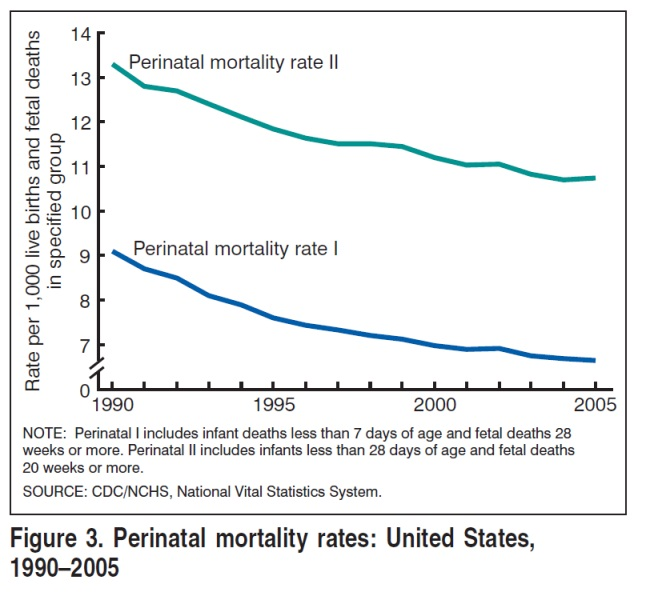 Rate per 1,000 live births and fetal deaths
in specified group
14
13
12
11
10
9
8
7
0
Perinatal mortality rate II
Perinatal mortality rate I
1990
1995
2000
2005
NOTE:  Perinatal I includes infant deaths less than 7 days of age and fetal deaths 28
weeks or more. Perinatal II includes infants less than 28 days of age and fetal deaths
20 weeks or more.
SOURCE: CDC/NCHS, National Vital Statistics System.
Figure 3. Perinatal mortality rates: United States,
1990–2005